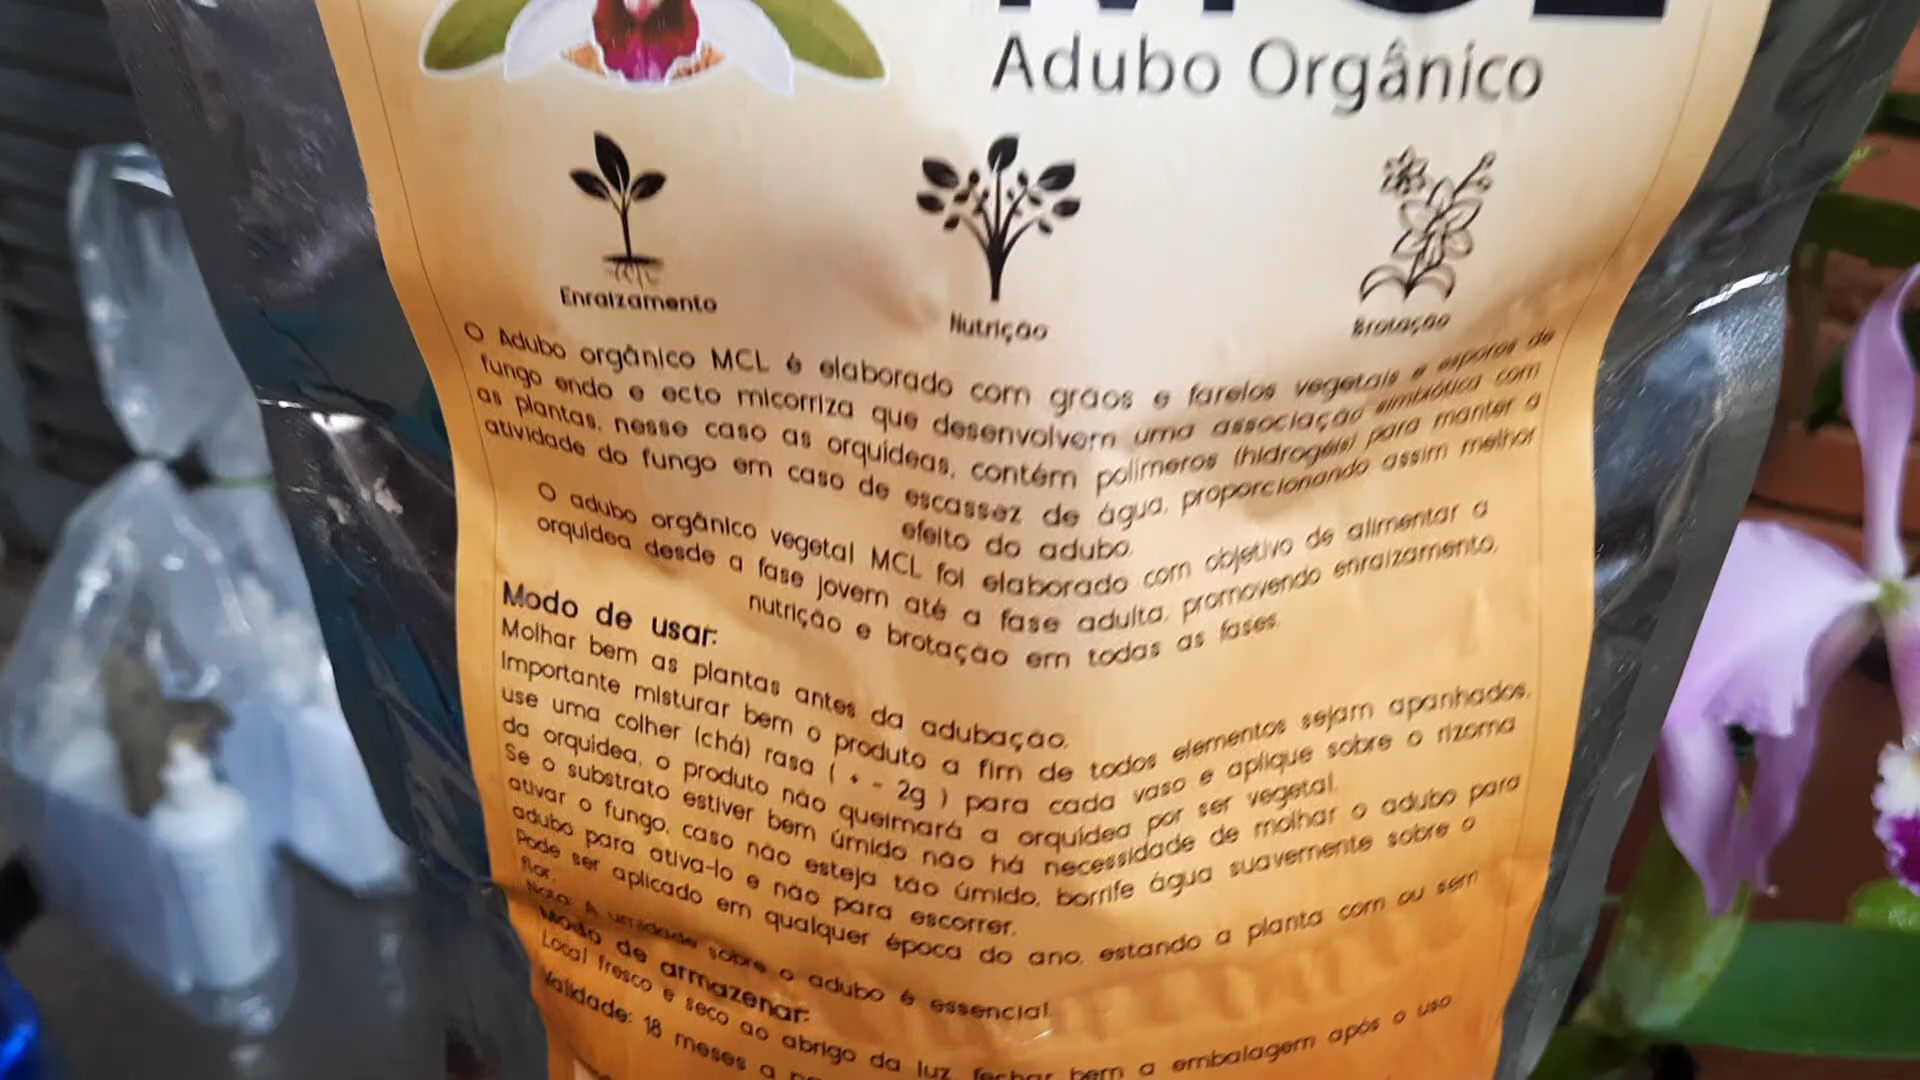 MCL
Adubo Orgânico
Enraizamento
Nutrição
Brotação
O Adubo orgânico MCL é elaborado com grãos e farelos vegetais e esporos de
fungo endo e ecto micorriza que desenvolvem uma associação simbiótica com
as plantas, nesse caso as orquídeas, contém polímeros (hidrogéis) para manter a
atividade do fungo em caso de escassez de água, proporcionando assim melhor
efeito do adubo.
O adubo orgânico vegetal MCL foi elaborado com objetivo de alimentar a
orquídea desde a fase jovem até a fase adulta, promovendo enraizamento,
nutrição e brotação em todas as fases.
Modo de usar:
Molhar bem as plantas antes da adubação.
Importante misturar bem o produto a fim de todos elementos sejam apanhados,
use uma colher (chá) rasa ( + - 2g ) para cada vaso e aplique sobre o rizoma
da orquídea, o produto não queimará a orquídea por ser vegetal.
Se o substrato estiver bem úmido não há necessidade de molhar o adubo para
ativar o fungo, caso não esteja tão úmido, borrife água suavemente sobre o
adubo para ativa-lo e não para escorrer.
Pode ser aplicado em qualquer época do ano, estando a planta com ou sem
flor.
Nota: A umidade sobre o adubo é essencial.
Modo de armazenar:
Local fresco e seco ao abrigo da luz, fechar bem a embalagem após o uso
Validade: 18 meses a